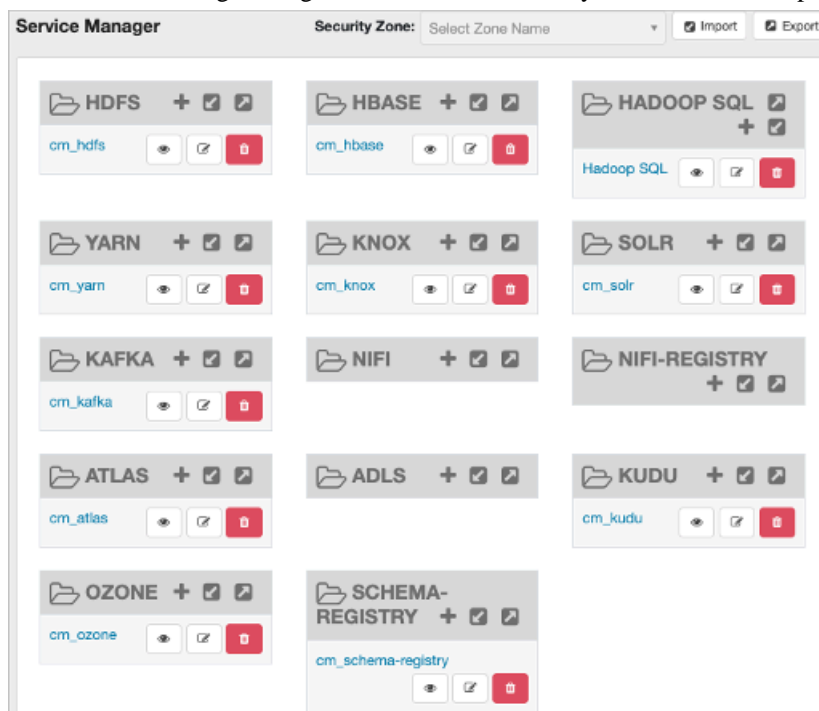 Service Manager Security Zone: Select Zone Name Import Export
HDFS HBASE HADOOP SQL
cm_hdfs cm_hbase
Hadoop SQL
YARN KNOX SOLR
cm_yarn cm_knox cm_solr
KAFKA NIFI NIFI-REGISTRY
cm_kafka
ATLAS ADLS KUDU
cm_atlas cm_kudu
OZONE SCHEMA-
REGISTRY
cm_ozone
cm_schema-registry